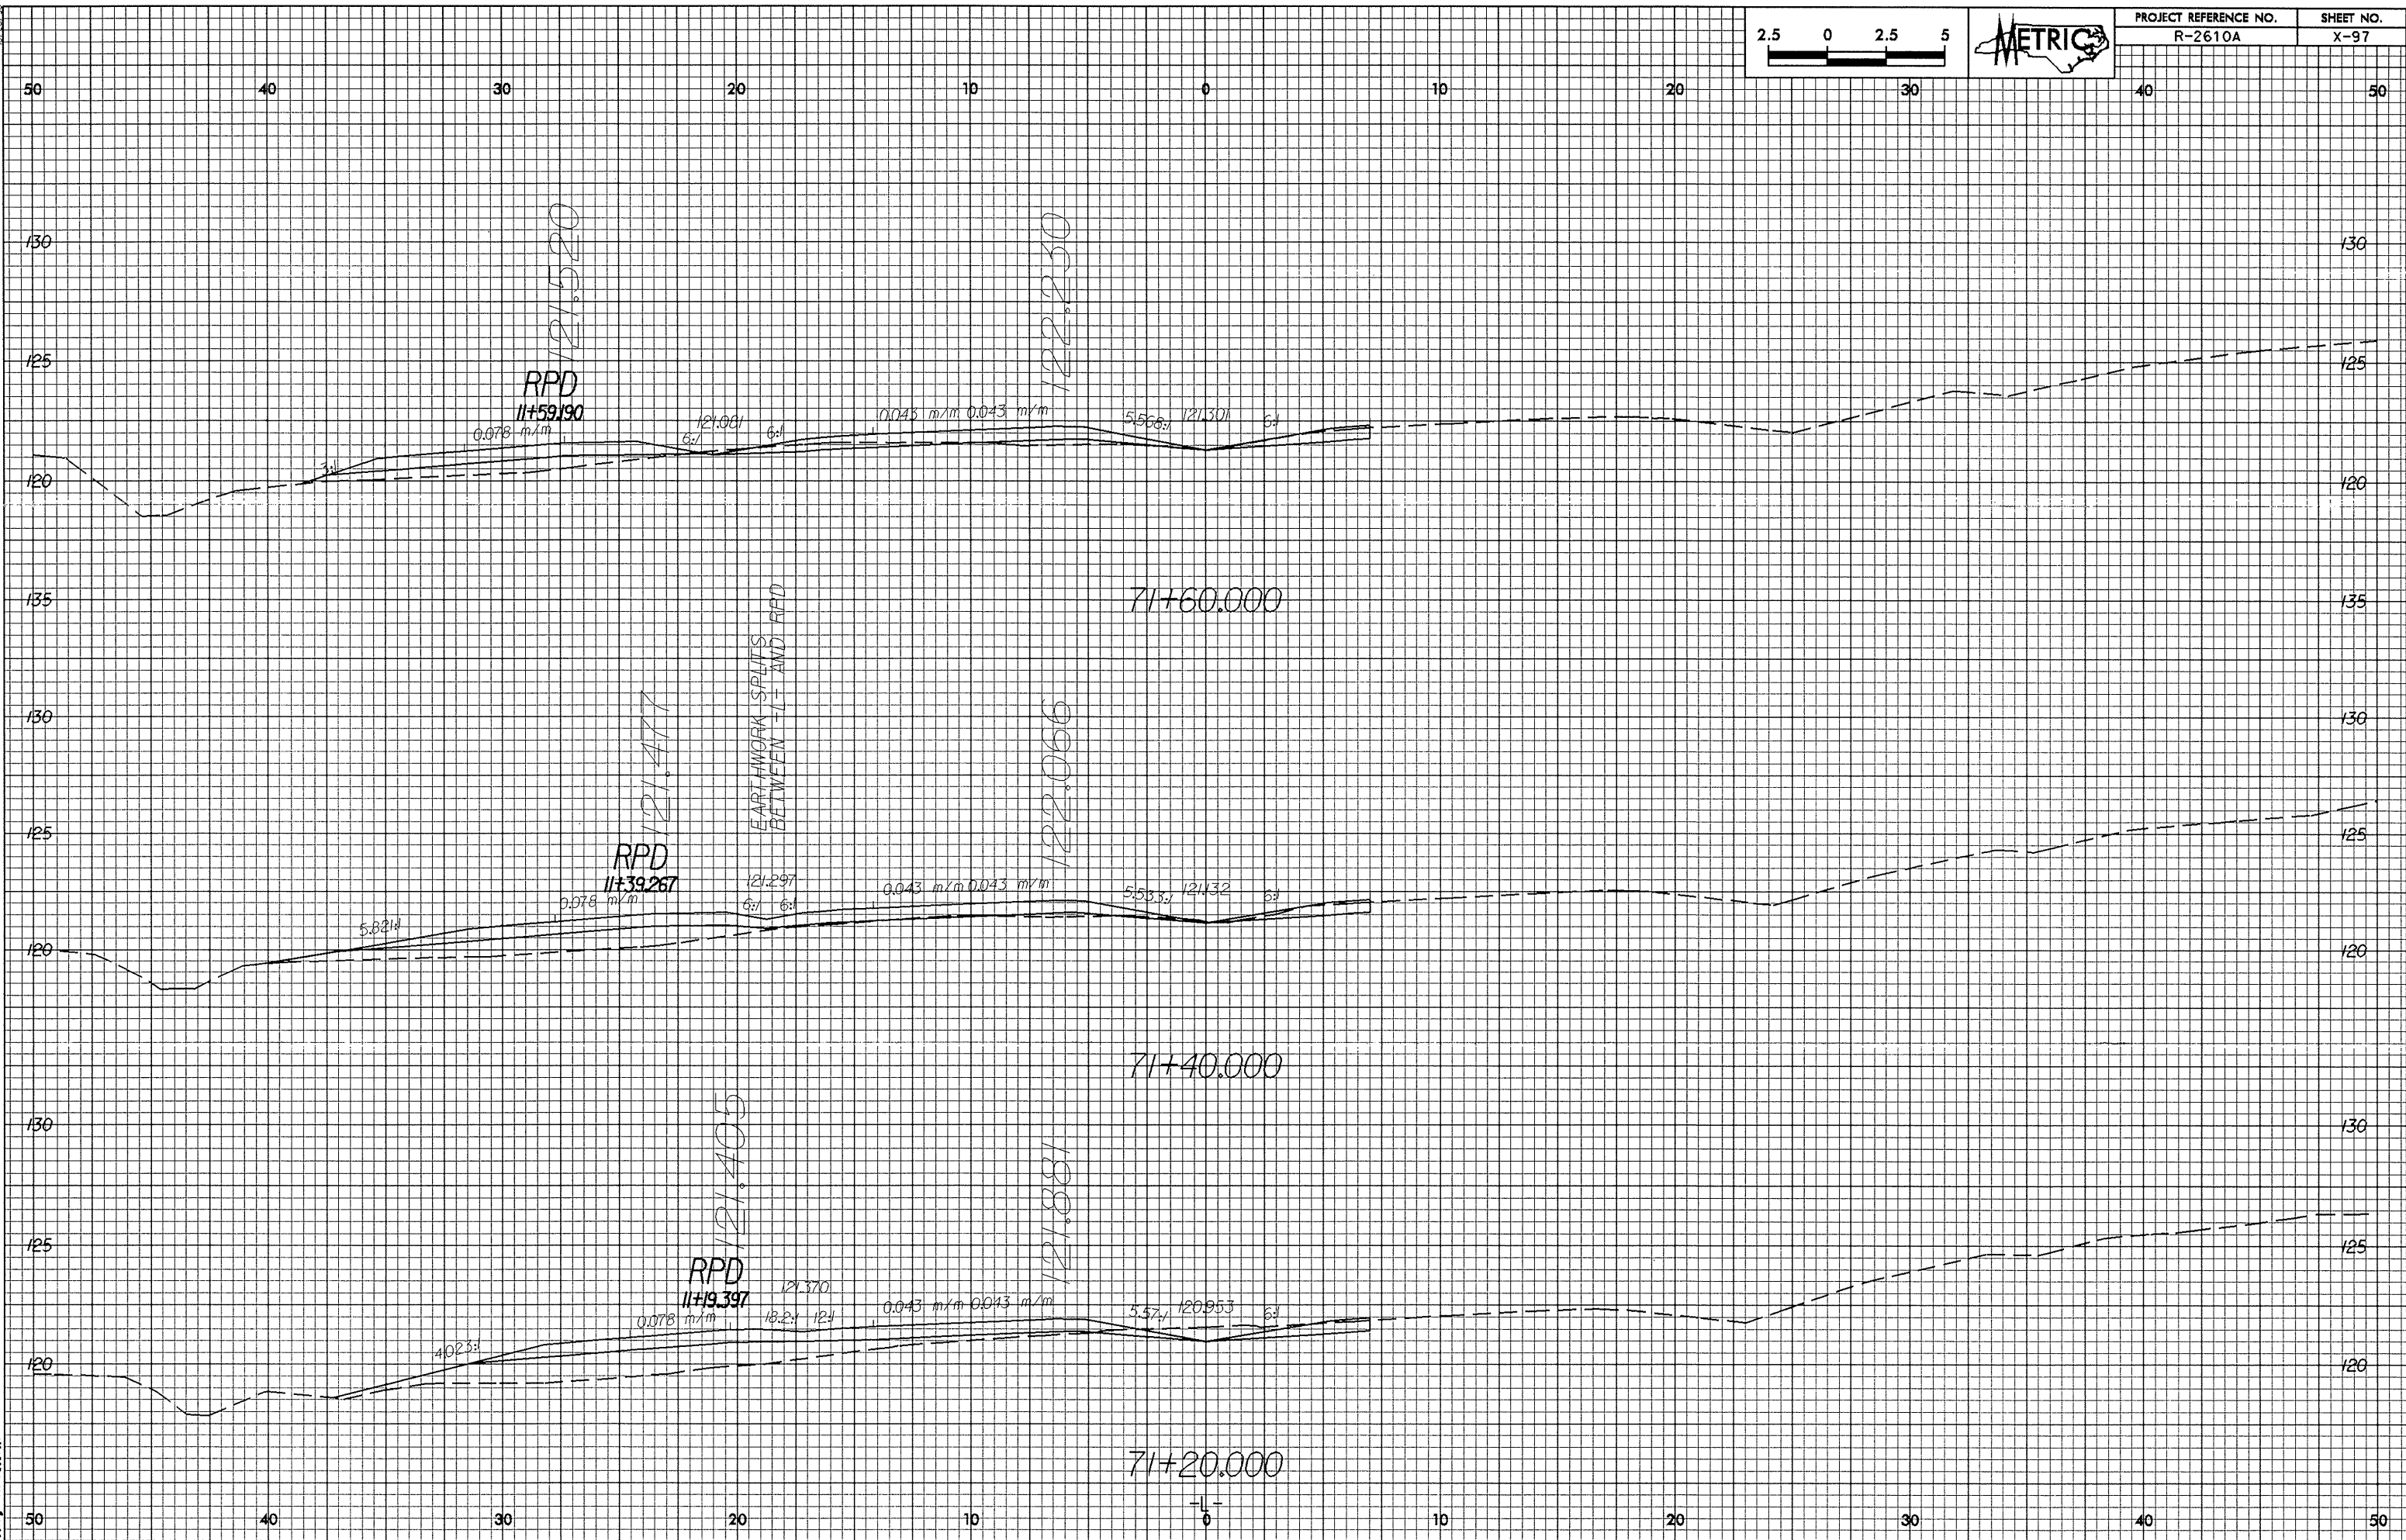 PROJECT REFERENCE NO. SHEET NO.
R-2610A X-97
2.5 0 2.5 5
METRIC
50 40 30 20 10 0 10 20 30 40 50
130 130
121.520
122.230
125 125
RPD
11+59.190
0.078 m/m 6:1 121.081 6:1 0.043 m/m 0.043 m/m 5.568:1 121.301 6:1
3:1
120 120
71+60.000
135 135
EARTHWORK SPLITS
BETWEEN -L- AND RPD
130 130
121.477
122.066
125 125
RPD
11+39.267
5.821:1 0.078 m/m 6:1 121.297 6:1 0.043 m/m 0.043 m/m 5.533:1 121.132 6:1
120 120
71+40.000
130 130
121.405
121.881
125 125
RPD
11+19.397
121.370
4.023:1 0.078 m/m 18.2:1 12:1 0.043 m/m 0.043 m/m 5.57:1 120.953 6:1
120 120
71+20.000
-L-
50 40 30 20 10 0 10 20 30 40 50